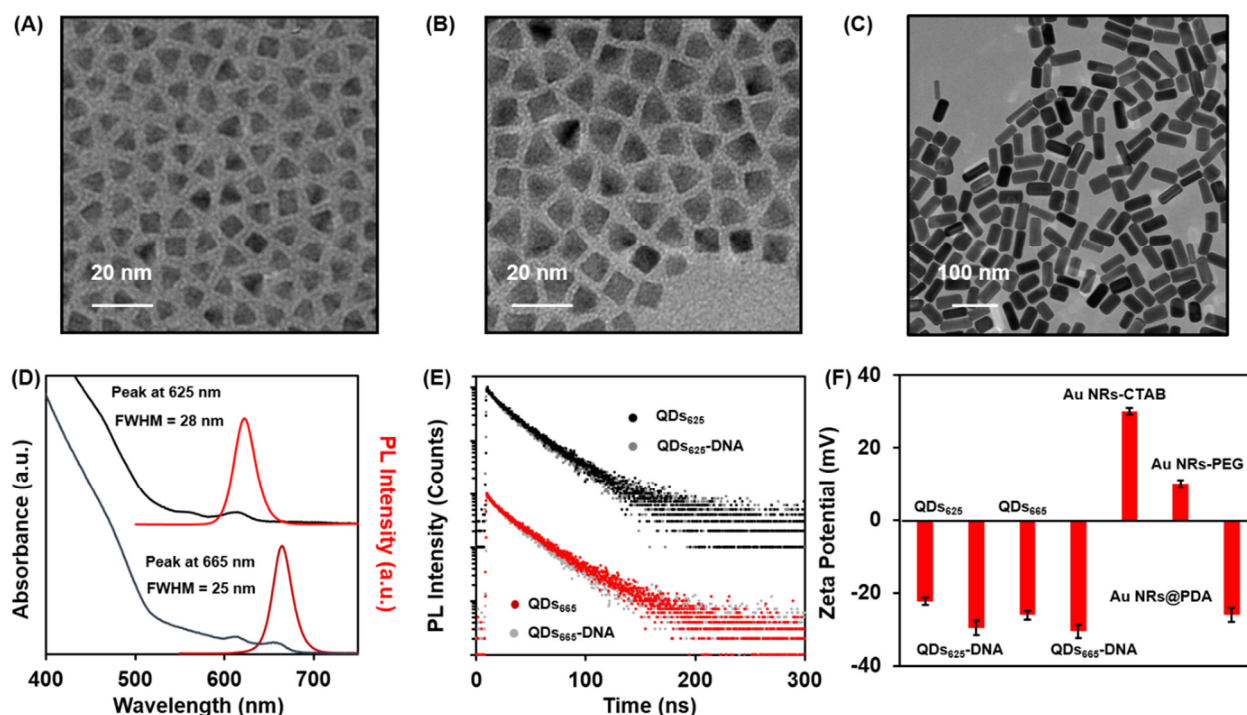 (A)
(B)
(C)
20 nm
20 nm
100 nm
(D)
Peak at 625 nm
FWHM = 28 nm
Peak at 665 nm
FWHM = 25 nm
Absorbance (a.u.)
PL Intensity (a.u.)
400 500 600 700
Wavelength (nm)
(E)
QDs₆₂₅
QDs₆₂₅-DNA
QDs₆₆₅
QDs₆₆₅-DNA
PL Intensity (Counts)
0 100 200 300
Time (ns)
(F)
40
20
0
-20
-40
Zeta Potential (mV)
Au NRs-CTAB
Au NRs-PEG
QDs₆₂₅
QDs₆₆₅
Au NRs@PDA
QDs₆₂₅-DNA
QDs₆₆₅-DNA